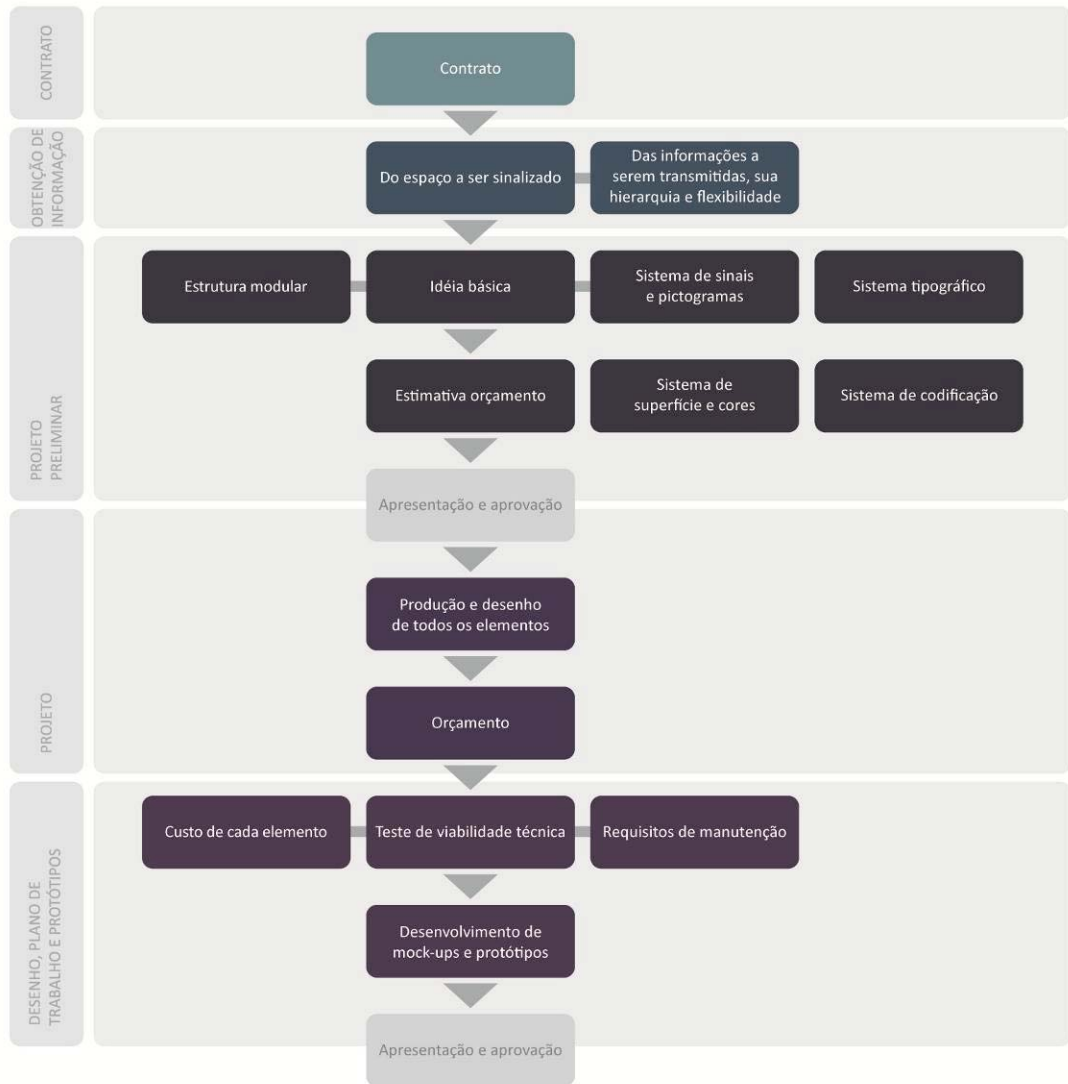 CONTRATO
Contrato
OBTENÇÃO DE
INFORMAÇÃO
Do espaço a ser sinalizado
Das informações a
serem transmitidas, sua
hierarquia e flexibilidade
PROJETO
PRELIMINAR
Estrutura modular
Idéia básica
Sistema de sinais
e pictogramas
Sistema tipográfico
Estimativa orçamento
Sistema de
superfície e cores
Sistema de codificação
Apresentação e aprovação
PROJETO
Produção e desenho
de todos os elementos
Orçamento
DESENHO, PLANO DE
TRABALHO E PROTÓTIPOS
Custo de cada elemento
Teste de viabilidade técnica
Requisitos de manutenção
Desenvolvimento de
mock-ups e protótipos
Apresentação e aprovação